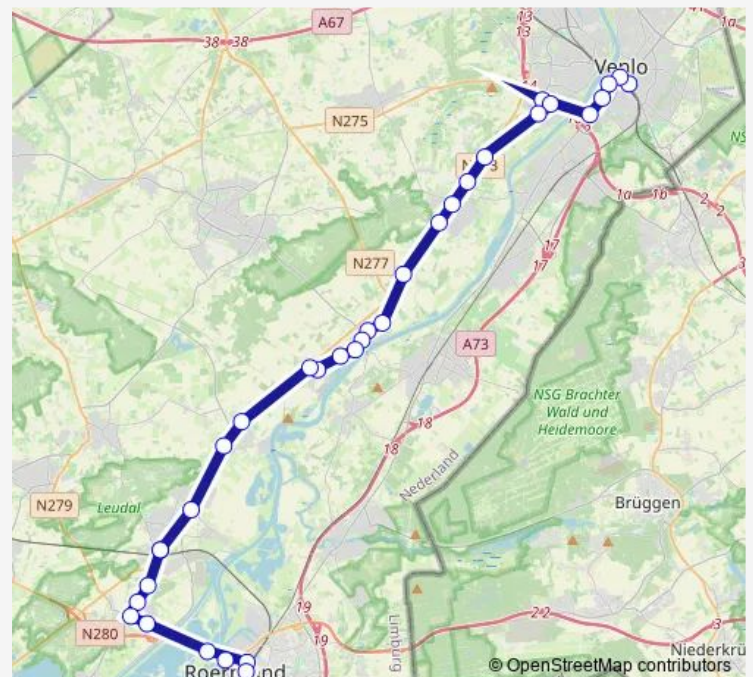 A67
13
13
1a
38
38
Venlo
14
N275
N273
1a
1b
2
2
17
N277
17
3
A73
NSG Brachter
Wald und
Heidemoore
18
18
Nederland
N279
Leudal
Brüggen
19
22
3
19
N280
Limburg
Niederkrü
Roermond
© OpenStreetMap contributors